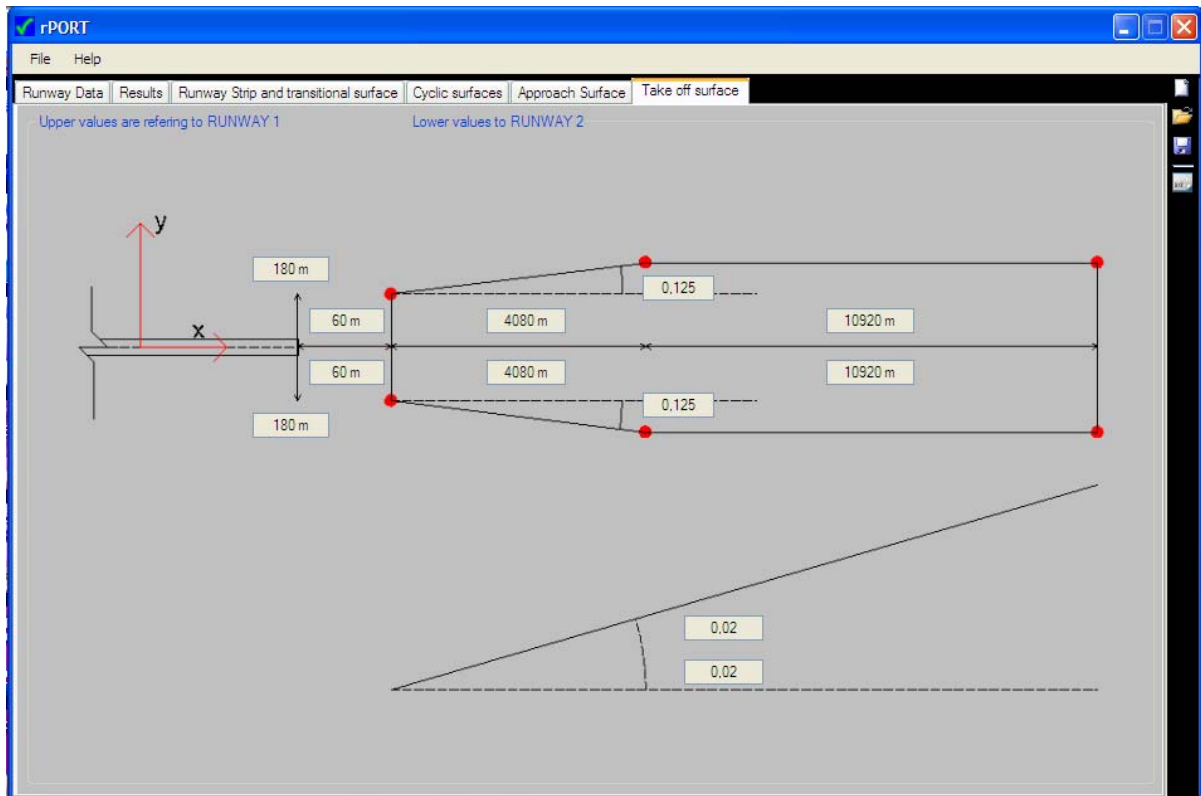 rPORT
File Help
Runway Data Results Runway Strip and transitional surface Cyclic surfaces Approach Surface Take off surface
Upper values are refering to RUNWAY 1 Lower values to RUNWAY 2
y
180 m
0,125
x 60 m 4080 m 10920 m
60 m 4080 m 10920 m
0,125
180 m
0,02
0,02